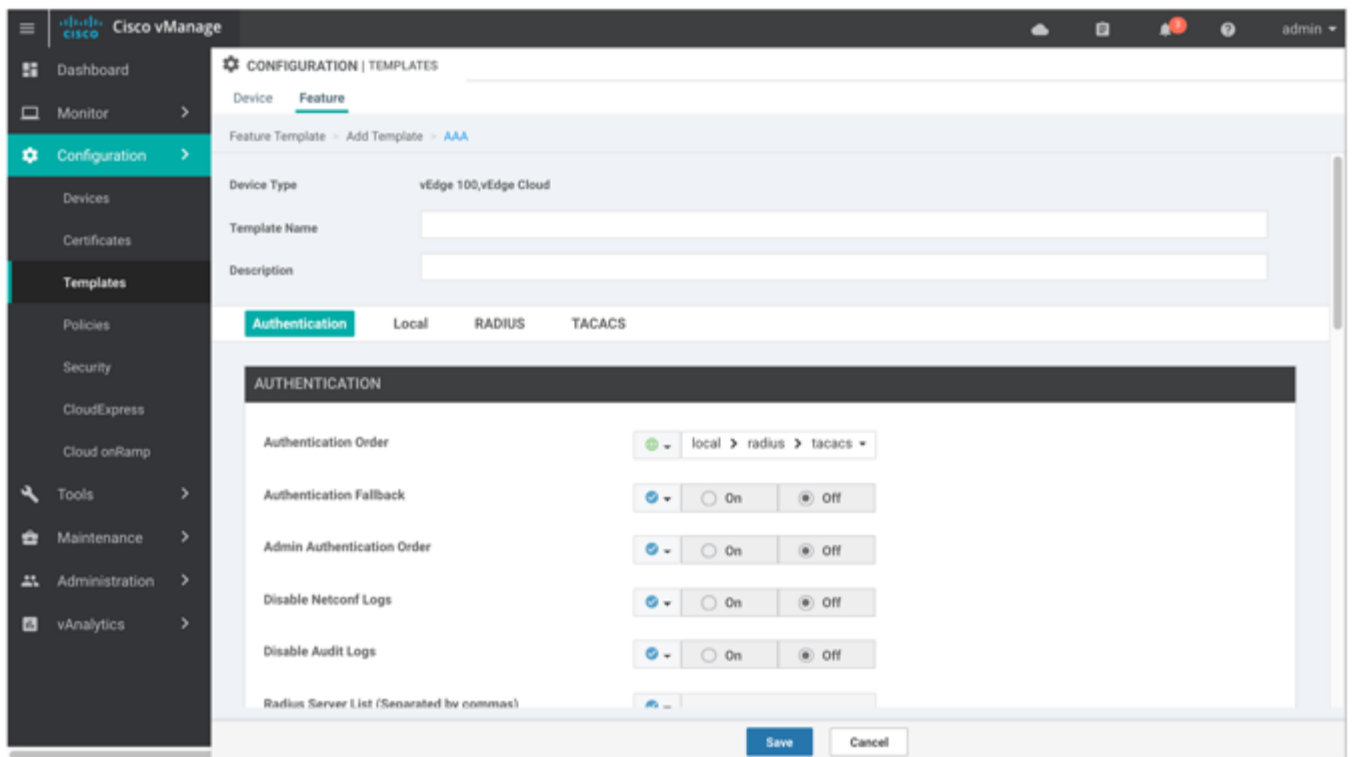 cisco Cisco vManage
3
admin
Dashboard
Monitor
Configuration
Devices
Certificates
Templates
Policies
Security
CloudExpress
Cloud onRamp
Tools
Maintenance
Administration
vAnalytics
CONFIGURATION | TEMPLATES
Device Feature
Feature Template > Add Template > AAA
Device Type vEdge 100,vEdge Cloud
Template Name
Description
Authentication Local RADIUS TACACS
AUTHENTICATION
Authentication Order local > radius > tacacs
Authentication Fallback On Off
Admin Authentication Order On Off
Disable Netconf Logs On Off
Disable Audit Logs On Off
Radius Server List (Separated by commas)
Save Cancel